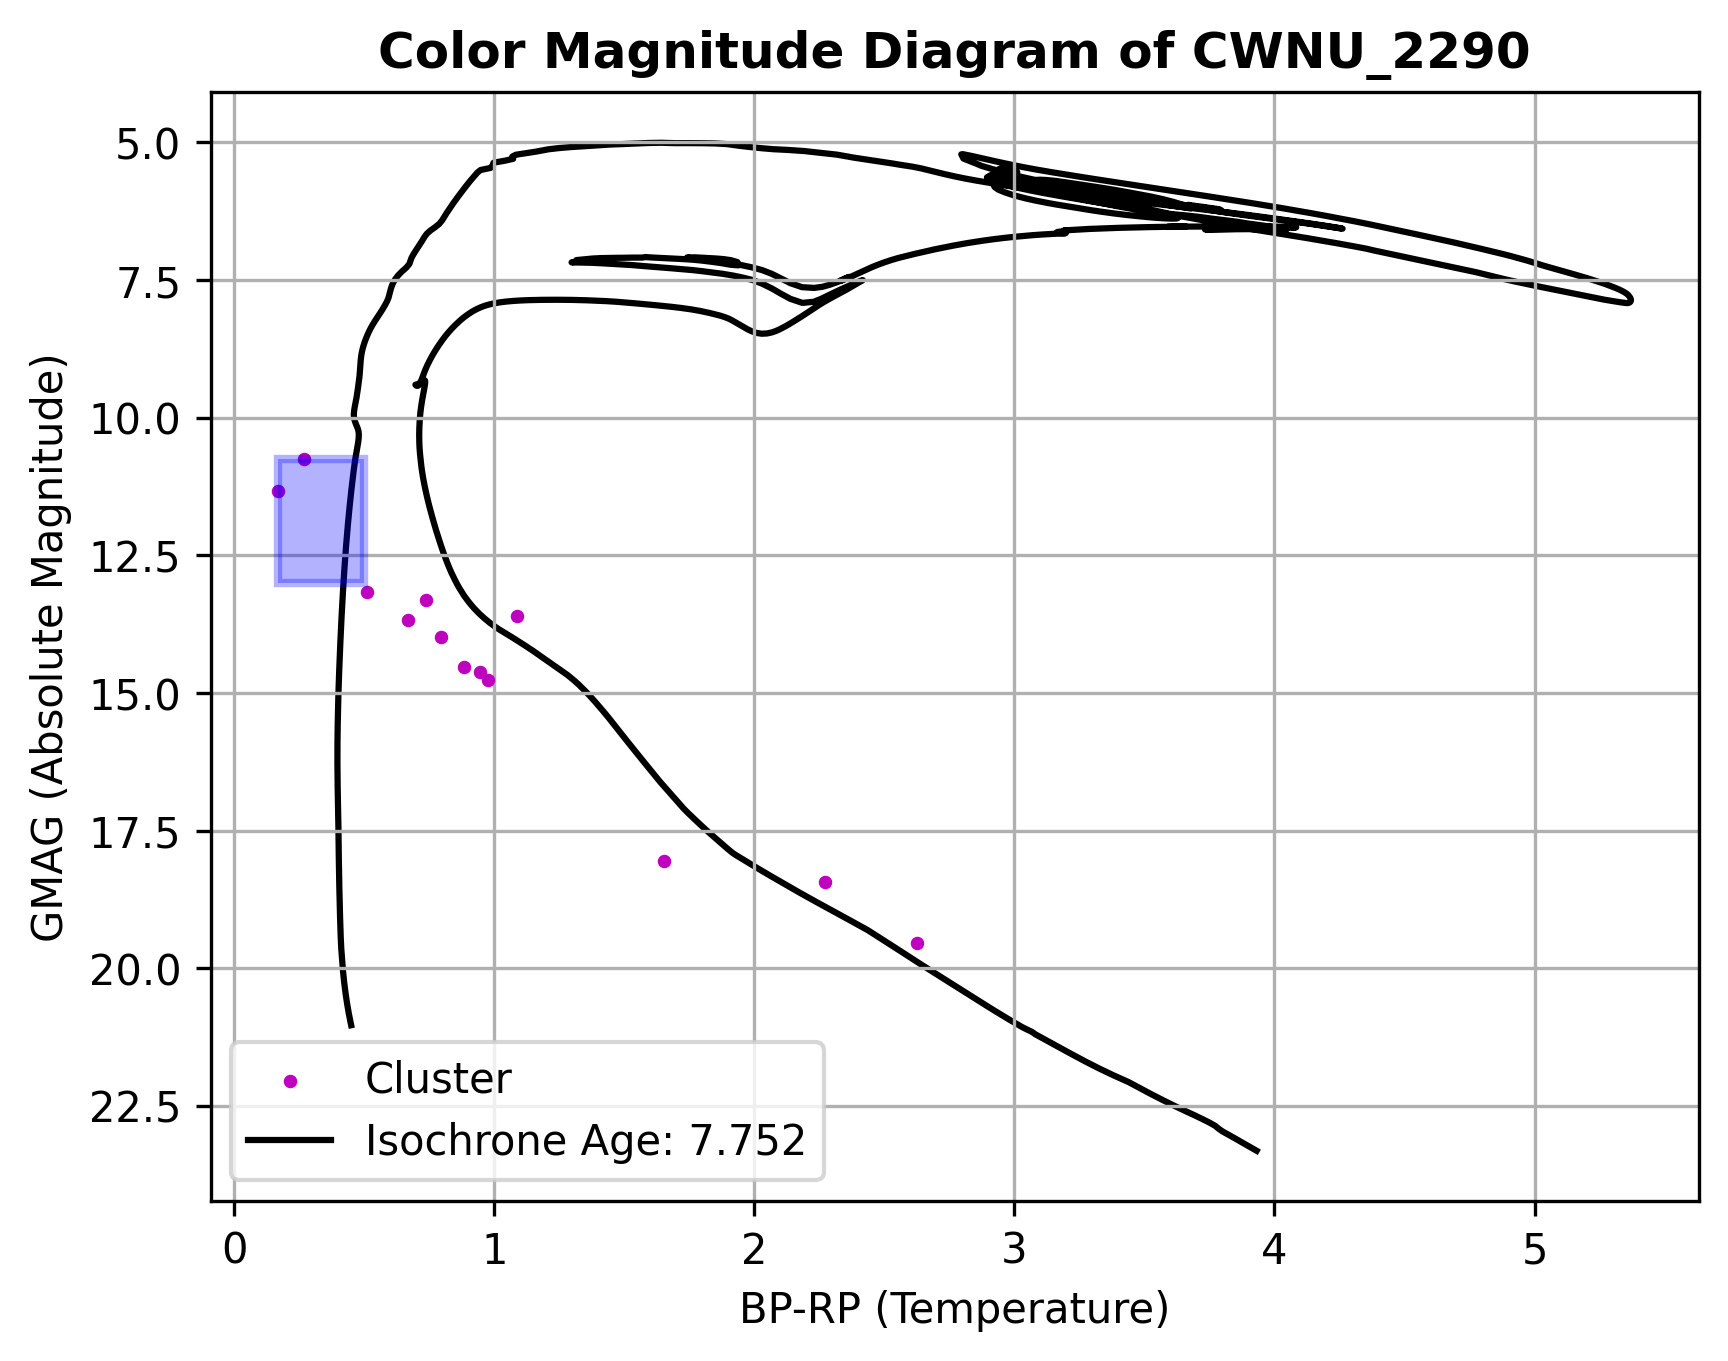 Color Magnitude Diagram of CWNU_2290
GMAG (Absolute Magnitude)
5.0
7.5
10.0
12.5
15.0
17.5
20.0
22.5
Cluster
Isochrone Age: 7.752
0 1 2 3 4 5
BP-RP (Temperature)